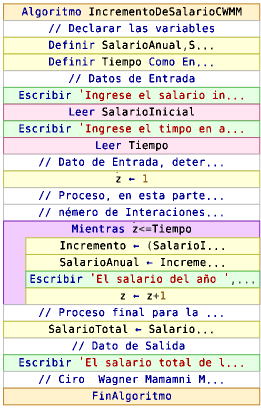 Algoritmo IncrementoDeSalarioCWMM
// Declarar las variables
Definir SalarioAnual,S...
Definir Tiempo Como En...
// Datos de Entrada
Escribir 'Ingrese el salario in...
Leer SalarioInicial
Escribir 'Ingrese el timpo en a...
Leer Tiempo
// Dato de Entrada, deter...
z ← 1
// Proceso, en esta parte...
// némero de Interaciones...
Mientras z<=Tiempo
Incremento ← (SalarioI...
SalarioAnual ← Increme...
Escribir 'El salario del año ',...
z ← z+1
// Proceso final para la ...
SalarioTotal ← Salario...
// Dato de Salida
Escribir 'El salario total de l...
// Ciro Wagner Mamamni M...
FinAlgoritmo